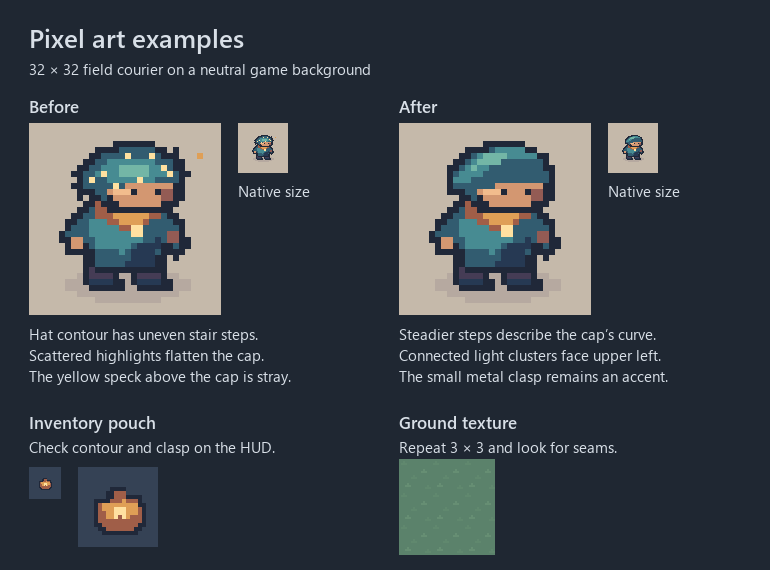 Pixel art examples
32 × 32 field courier on a neutral game background
Before
Native size
Hat contour has uneven stair steps.
Scattered highlights flatten the cap.
The yellow speck above the cap is stray.
After
Native size
Steadier steps describe the cap’s curve.
Connected light clusters face upper left.
The small metal clasp remains an accent.
Inventory pouch
Check contour and clasp on the HUD.
Ground texture
Repeat 3 × 3 and look for seams.